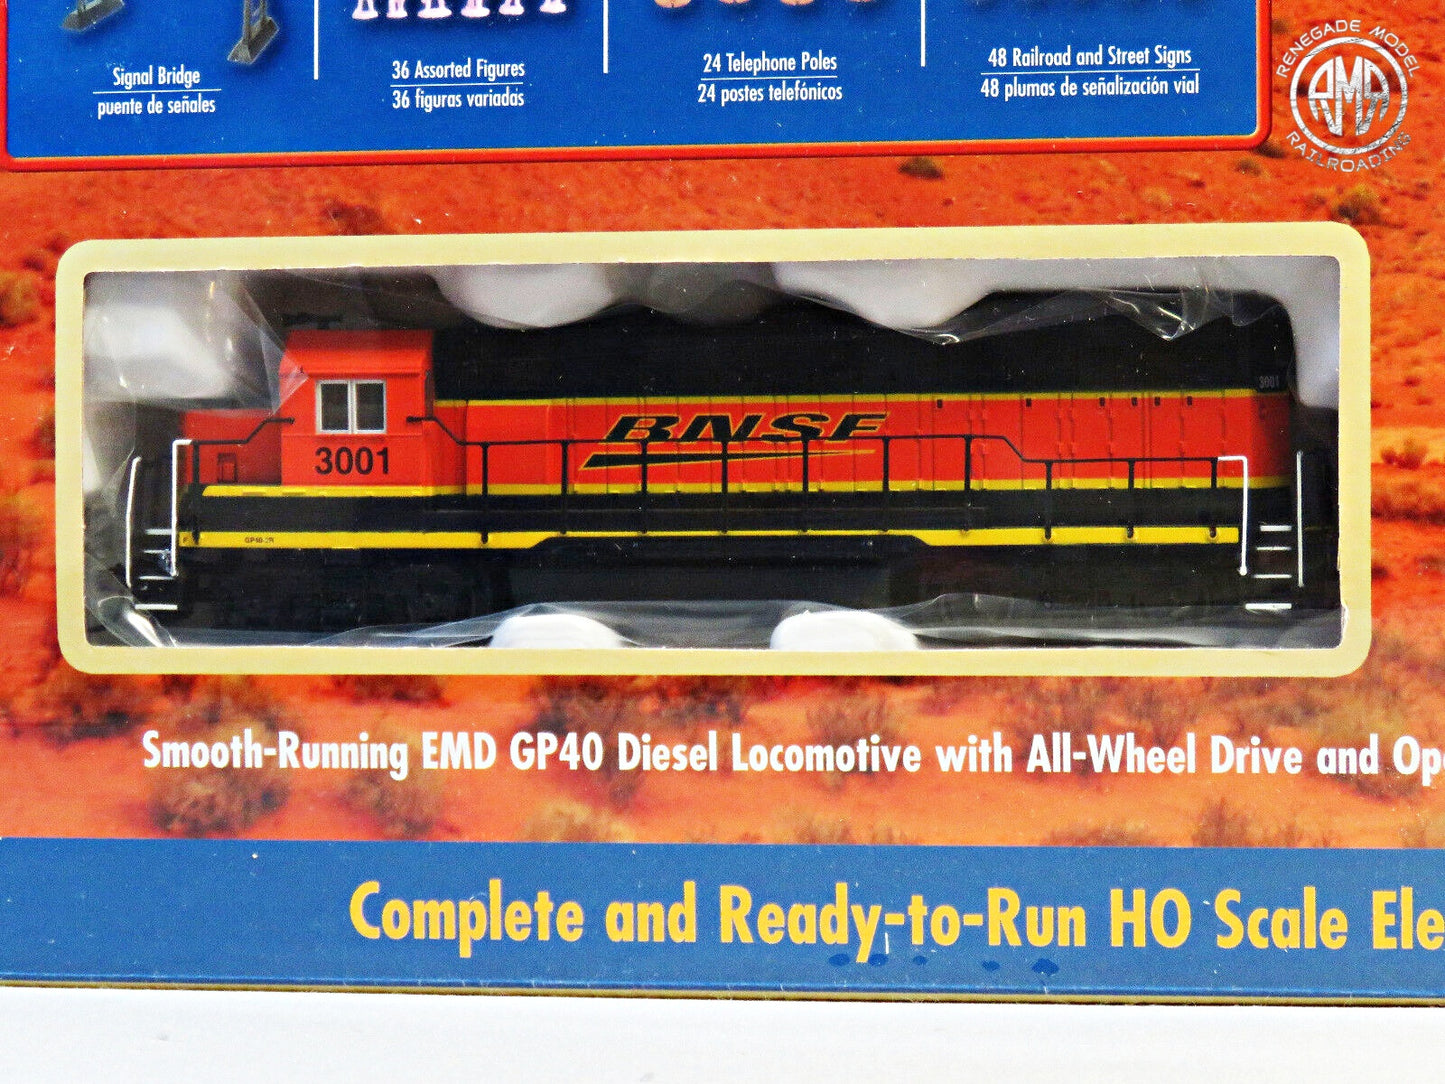 Signal Bridge
puente de señales
36 Assorted Figures
36 figuras variadas
24 Telephone Poles
24 postes telefónicos
48 Railroad and Street Signs
48 plumas de señalización vial
RENEGADE MODEL
RMR
RAILROADING
3001
BNSF
3001
F
Smooth-Running EMD GP40 Diesel Locomotive with All-Wheel Drive and Ope
Complete and Ready-to-Run HO Scale Ele